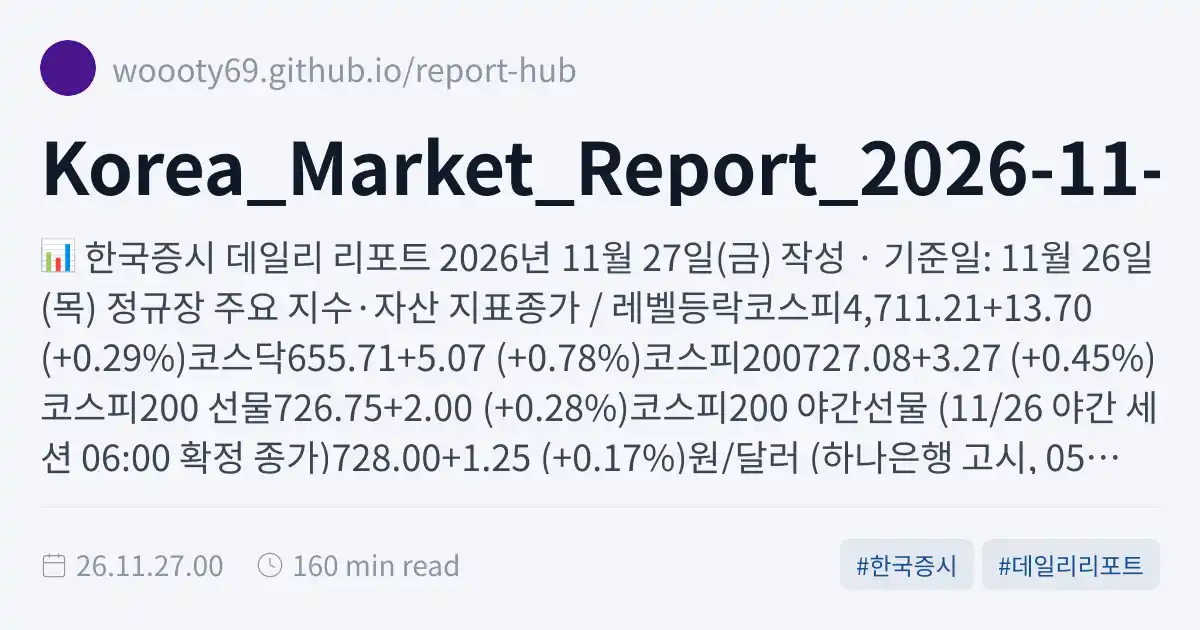 woooty69.github.io/report-hub
Korea_Market_Report_2026-11-
📊 한국증시 데일리 리포트 2026년 11월 27일(금) 작성 · 기준일: 11월 26일
(목) 정규장 주요 지수·자산 지표종가 / 레벨등락코스피4,711.21+13.70
(+0.29%)코스닥655.71+5.07 (+0.78%)코스피200727.08+3.27 (+0.45%)
코스피200 선물726.75+2.00 (+0.28%)코스피200 야간선물 (11/26 야간 세
션 06:00 확정 종가)728.00+1.25 (+0.17%)원/달러 (하나은행 고시, 05…
26.11.27.00
160 min read
#한국증시
#데일리리포트